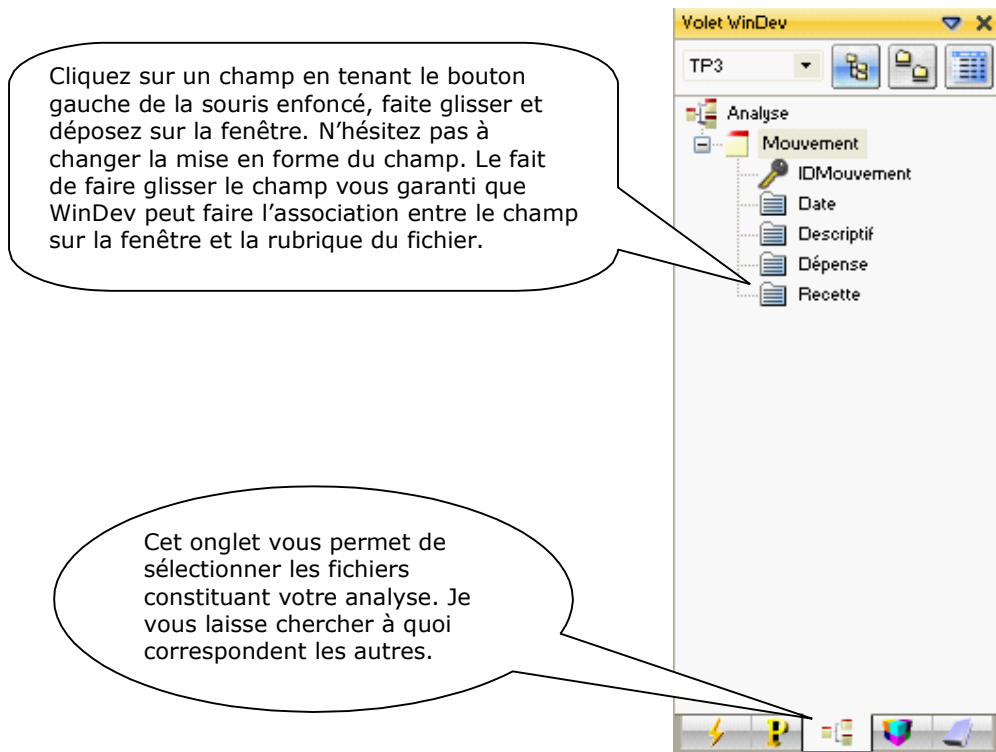 Volet WinDev
TP3
Cliquez sur un champ en tenant le bouton
gauche de la souris enfoncé, faite glisser et
déposez sur la fenêtre. N’hésitez pas à
changer la mise en forme du champ. Le fait
de faire glisser le champ vous garanti que
WinDev peut faire l’association entre le champ
sur la fenêtre et la rubrique du fichier.
Analyse
Mouvement
IDMouvement
Date
Descriptif
Dépense
Recette
Cet onglet vous permet de
sélectionner les fichiers
constituant votre analyse. Je
vous laisse chercher à quoi
correspondent les autres.